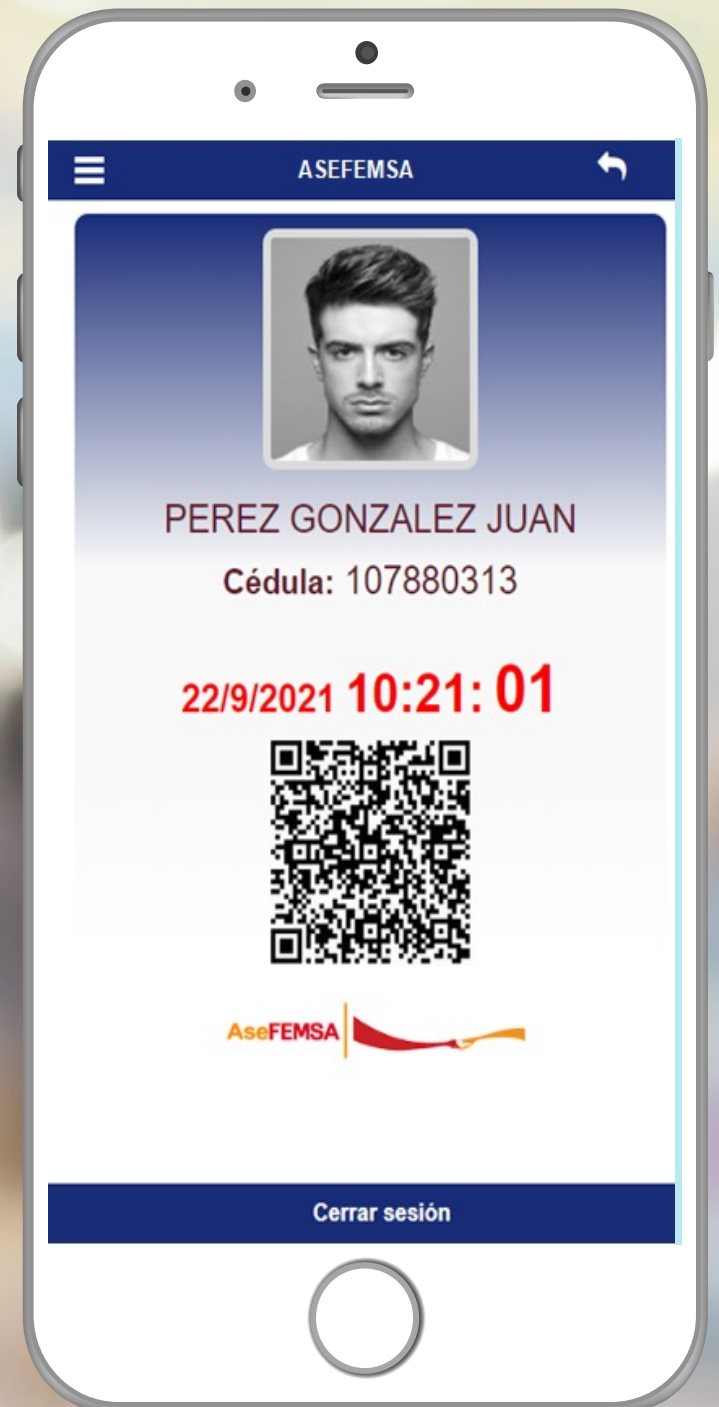 ASEFEMSA
PEREZ GONZALEZ JUAN
Cédula: 107880313
22/9/2021 10:21: 01
AseFEMSA
Cerrar sesión